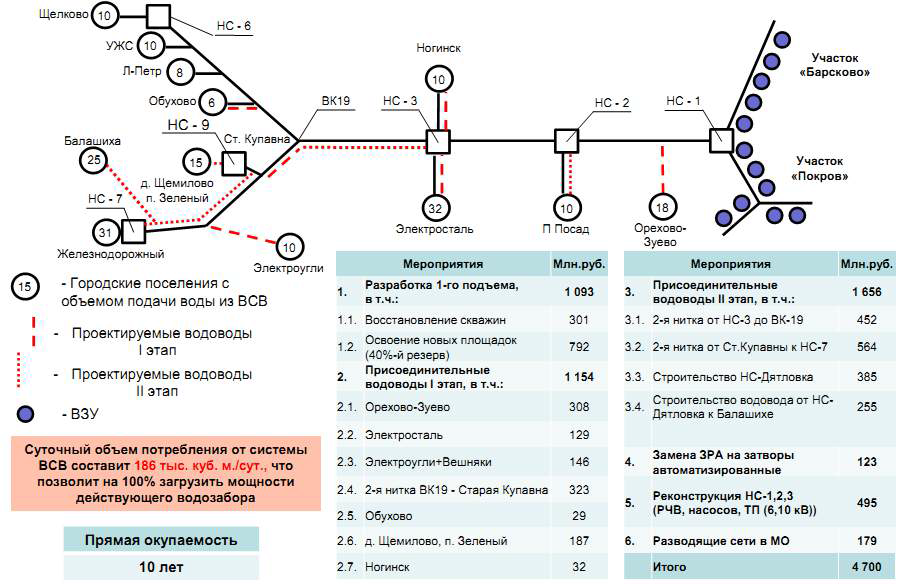 Щелково
10
НС - 6
УЖС
10
Л-Петр
8
Обухово
6
ВК19
НС - 9
Ст. Купавна
15
Балашиха
25
д. Щемилово
п. Зеленый
НС - 7
31
Железнодорожный
10
Электроугли
Ногинск
10
НС - 3
32
Электросталь
НС - 2
10
П Посад
НС - 1
18
Орехово-
Зуево
Участок
«Барсково»
Участок
«Покров»
15
- Городские поселения с
объемом подачи воды из ВСВ
- Проектируемые водоводы
I этап
- Проектируемые водоводы
II этап
- ВЗУ
Суточный объем потребления от системы
ВСВ составит 186 тыс. куб. м./сут., что
позволит на 100% загрузить мощности
действующего водозабора
Прямая окупаемость
10 лет
Мероприятия Млн.руб.
1. Разработка 1-го подъема,
в т.ч.: 1 093
1.1. Восстановление скважин 301
1.2. Освоение новых площадок
(40%-й резерв) 792
2. Присоединительные
водоводы I этап, в т.ч.: 1 154
2.1. Орехово-Зуево 308
2.2. Электросталь 129
2.3. Электроугли+Вешняки 146
2.4. 2-я нитка ВК19 - Старая Купавна 323
2.5. Обухово 29
2.6. д. Щемилово, п. Зеленый 187
2.7. Ногинск 32
Мероприятия Млн.руб.
3. Присоединительные
водоводы II этап, в т.ч.: 1 656
3.1. 2-я нитка от НС-3 до ВК-19 452
3.2. 2-я нитка от Ст.Купавны к НС-7 564
3.3. Строительство НС-Дятловка 385
3.4. Строительство водовода от НС-
Дятловка к Балашихе 255
4. Замена ЗРА на затворы
автоматизированные 123
5. Реконструкция НС-1,2,3
(РЧВ, насосов, ТП (6,10 кВ)) 495
6. Разводящие сети в МО 179
Итого 4 700